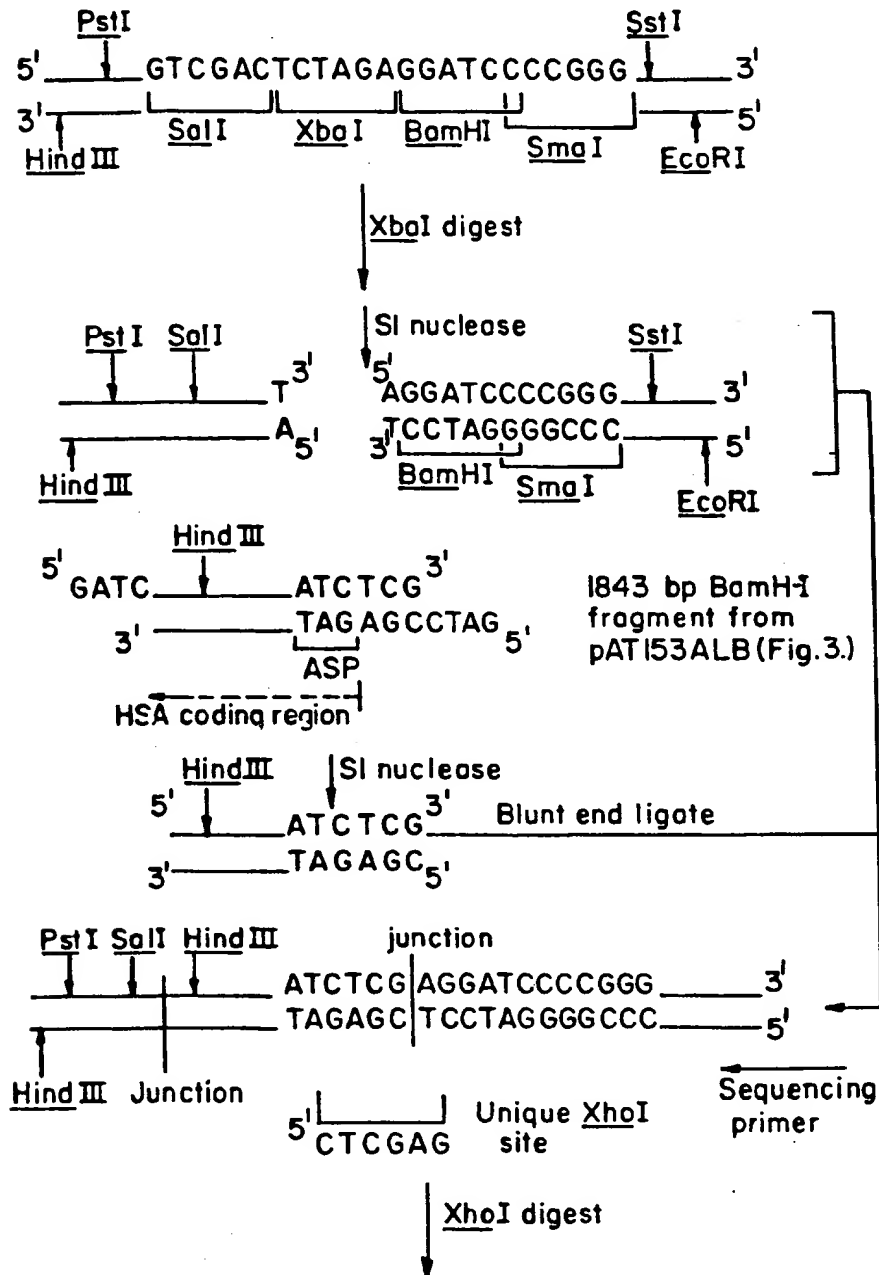 PstI SstI
5' GTCGACTCTAGAGGATCCCCGGG 3'
3' 5'
HindIII SalI XbaI BamHI SmaI EcoRI
XbaI digest
SI nuclease
PstI SalI SstI
T 3' 5' AGGATCCCCGGG 3'
A 5' 3' TCCTAGGGGCCC 5'
HindIII BamHI SmaI EcoRI
HindIII
5' GATC ATCTCG 3'
3' TAGAGCCTAG 5'
ASP
HSA coding region
1843 bp BamH-I
fragment from
pAT153ALB (Fig.3.)
HindIII SI nuclease
5' ATCTCG 3' Blunt end ligate
3' TAGAGC 5'
PstI SalI HindIII junction
ATCTCG AGGATCCCCGGG 3'
TAGAGC TCCTAGGGGCCC 5'
HindIII Junction
Sequencing
primer
5' CTCGAG
Unique XhoI
site
XhoI digest